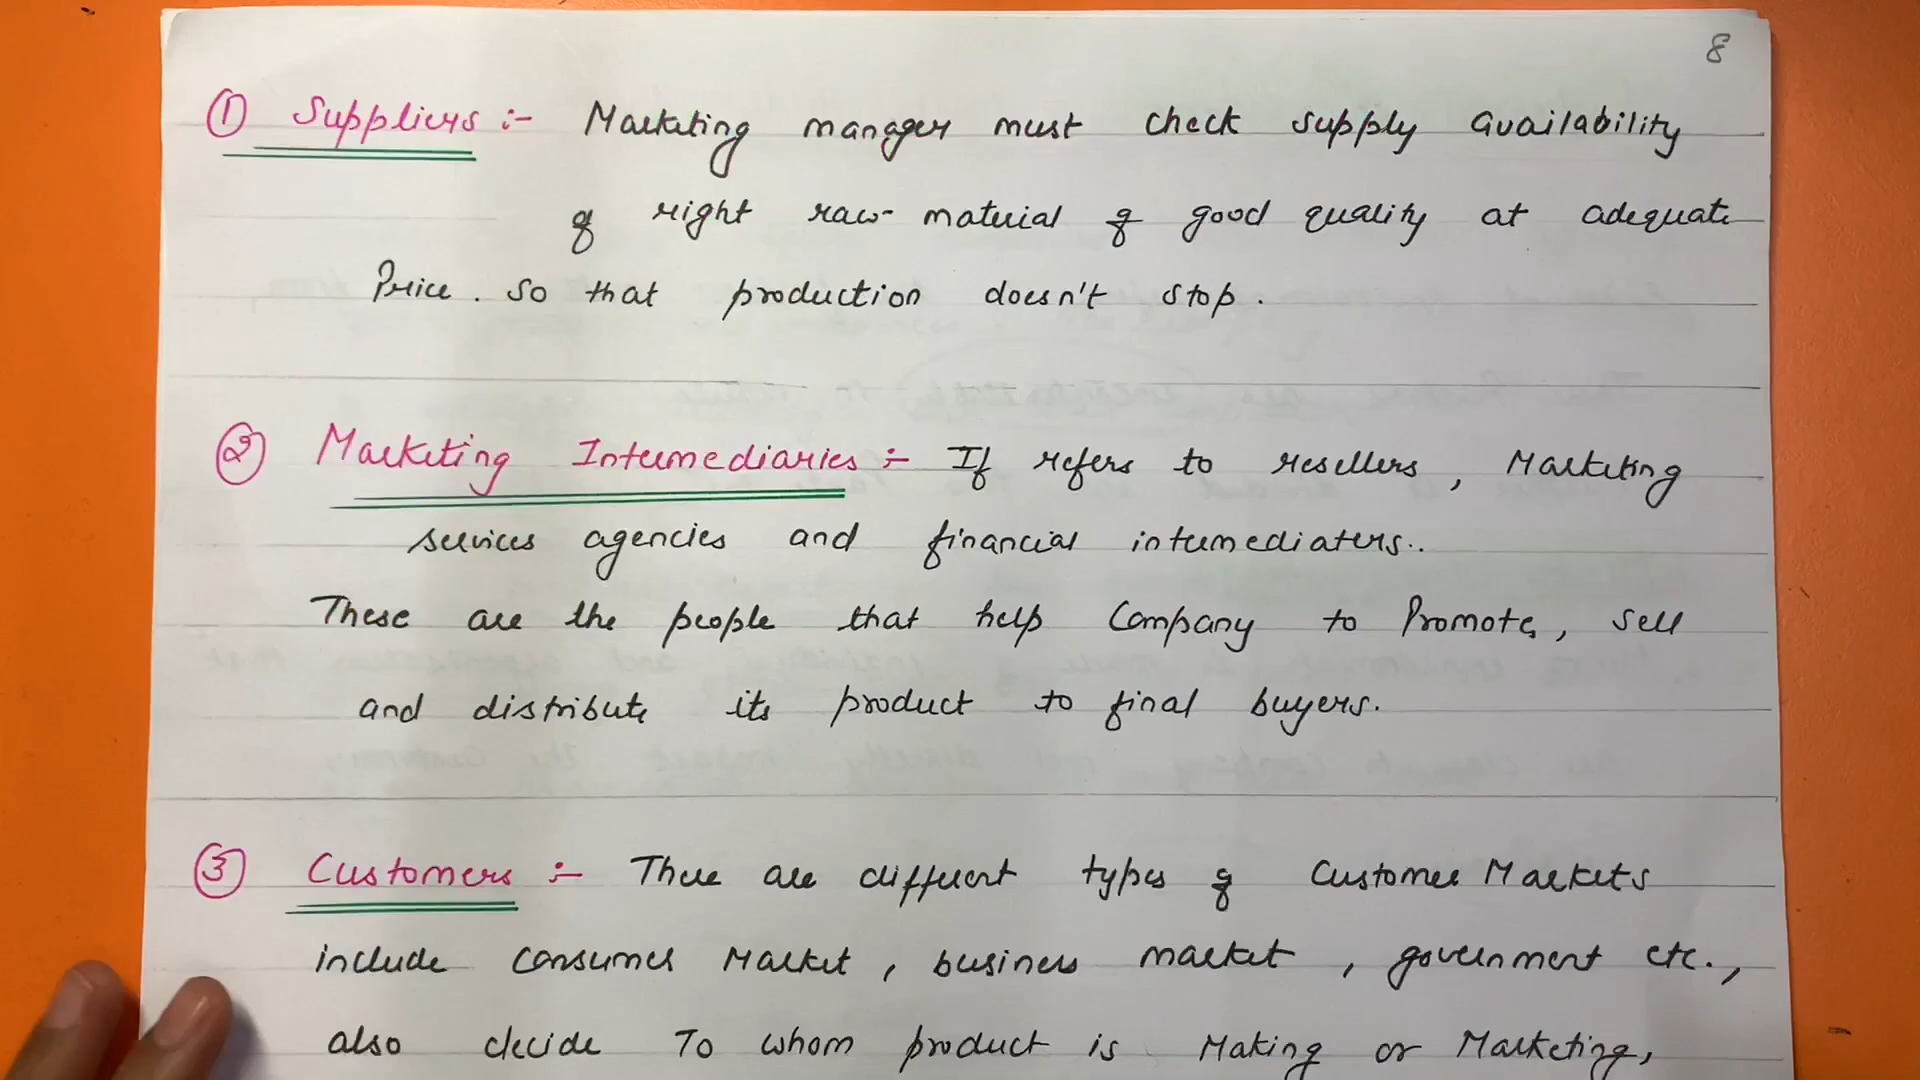 8
① Suppliers :- Marketing manager must check supply availability
of right raw-material of good quality at adequate
Price. So that production doesn't stop.
② Marketing Intermediaries :- If refers to resellers, Marketing
services agencies and financial intermediaters..
These are the people that help Company to Promote, sell
and distribute its product to final buyers.
③ Customers :- There are different types of Customer Markets
include Consumer Market, business market, government etc.,
also decide To whom product is Making or Marketing,